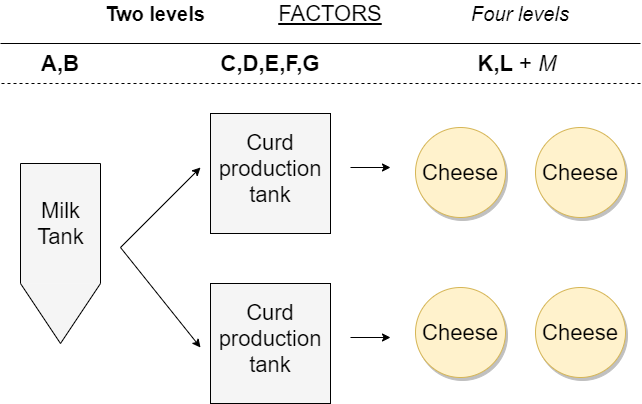 Two levels FACTORS Four levels
A,B C,D,E,F,G K,L + M
Milk
Tank
Curd
production
tank
Cheese Cheese
Curd
production
tank
Cheese Cheese